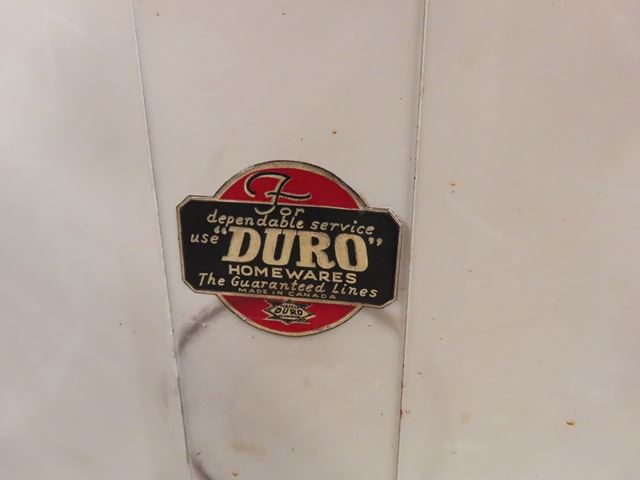 For
dependable service
use "DURO"
HOMEWARES
The Guaranteed Lines
MADE IN CANADA
DURO